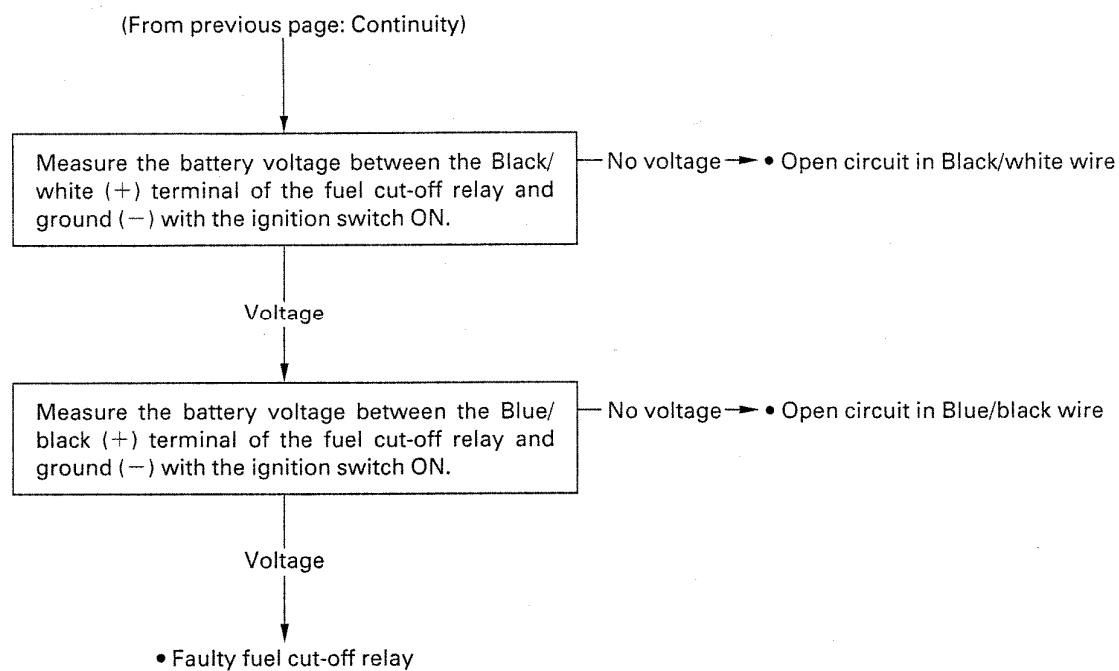 (From previous page: Continuity)
Measure the battery voltage between the Black/
white (+) terminal of the fuel cut-off relay and
ground (−) with the ignition switch ON.
No voltage
• Open circuit in Black/white wire
Voltage
Measure the battery voltage between the Blue/
black (+) terminal of the fuel cut-off relay and
ground (−) with the ignition switch ON.
No voltage
• Open circuit in Blue/black wire
Voltage
• Faulty fuel cut-off relay